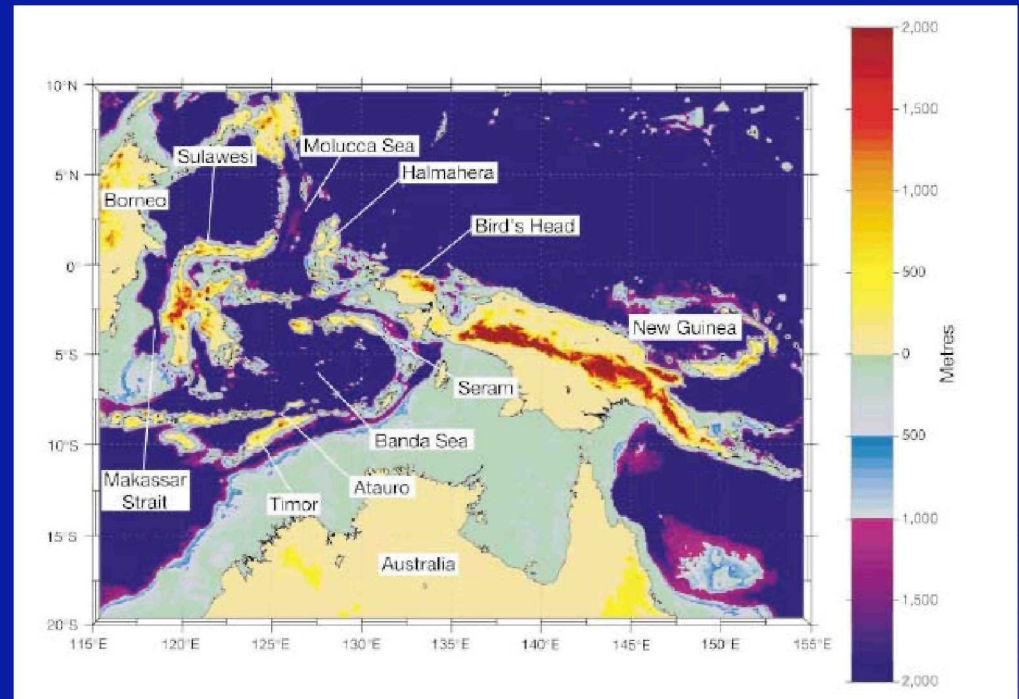 10°N
5°N
0°
5°S
10°S
15°S
20°S
115°E
120°E
125°E
130°E
135°E
140°E
145°E
150°E
155°E
Sulawesi
Molucca Sea
Halmahera
Borneo
Bird's Head
New Guinea
Seram
Banda Sea
Makassar
Strait
Timor
Atauro
Australia
2,000
1,500
1,000
500
0
500
1,000
1,500
2,000
Metres